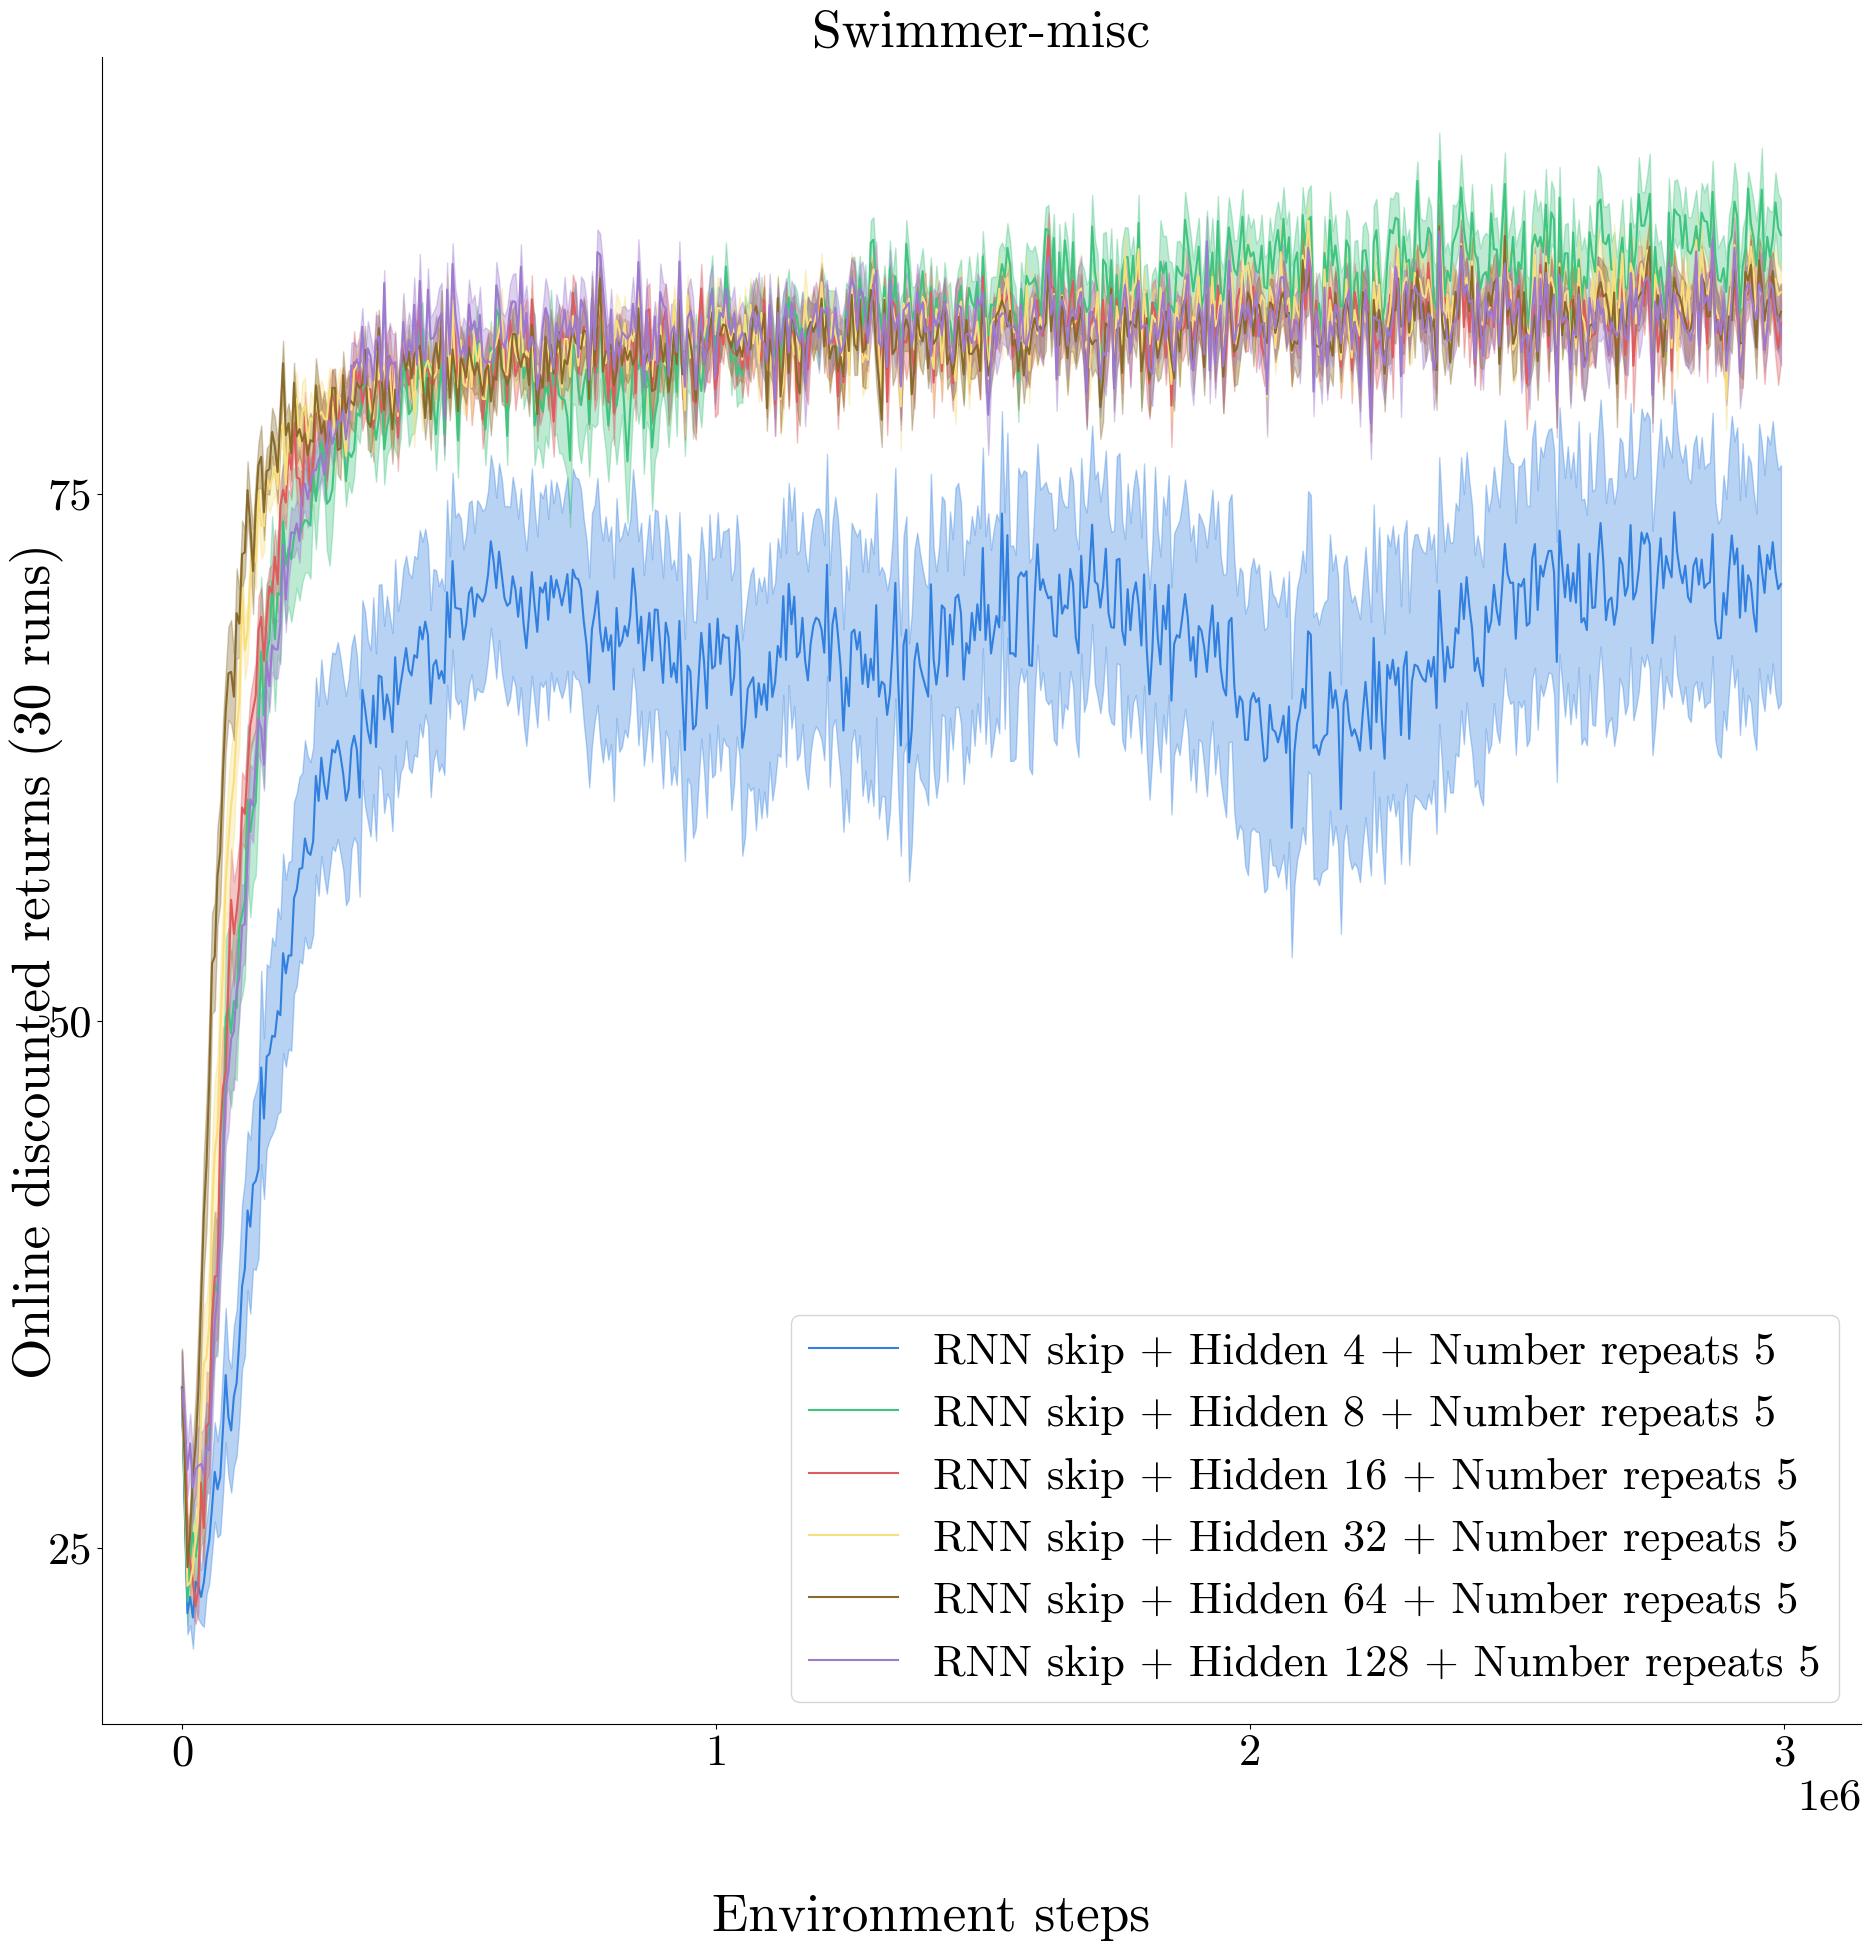 Swimmer-misc
Online discounted returns (30 runs)
75
50
25
RNN skip + Hidden 4 + Number repeats 5
RNN skip + Hidden 8 + Number repeats 5
RNN skip + Hidden 16 + Number repeats 5
RNN skip + Hidden 32 + Number repeats 5
RNN skip + Hidden 64 + Number repeats 5
RNN skip + Hidden 128 + Number repeats 5
0 1 2 3
1e6
Environment steps